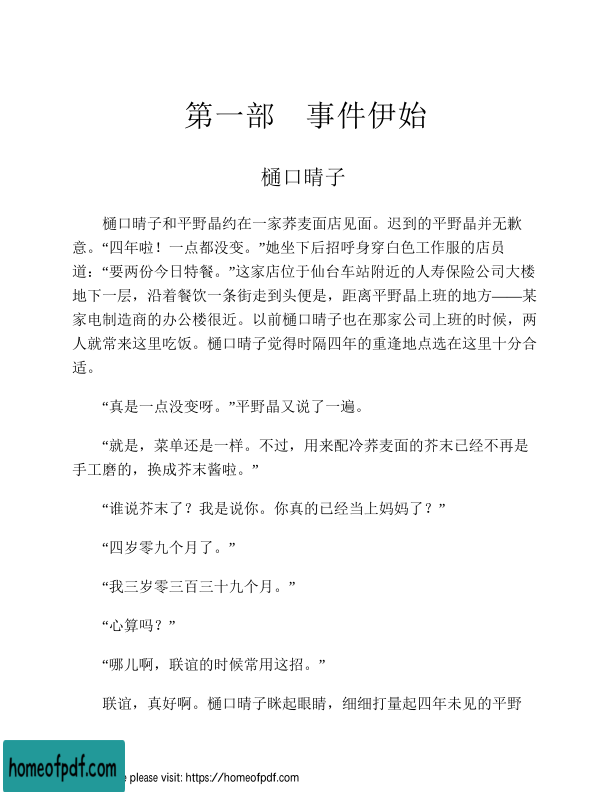 第一部 事件伊始
樋口晴子
樋口晴子和平野晶约在一家荞麦面店见面。迟到的平野晶并无歉
意。“四年啦！一点都没变。”她坐下后招呼身穿白色工作服的店员
道：“要两份今日特餐。”这家店位于仙台车站附近的人寿保险公司大楼
地下一层，沿着餐饮一条街走到头便是，距离平野晶上班的地方——某
家电制造商的办公楼很近。以前樋口晴子也在那家公司上班的时候，两
人就常来这里吃饭。樋口晴子觉得时隔四年的重逢地点选在这里十分合
适。
“真是一点没变呀。”平野晶又说了一遍。
“就是，菜单还是一样。不过，用来配冷荞麦面的芥末已经不再是
手工磨的，换成芥末酱啦。”
“谁说芥末了？我是说你。你真的已经当上妈妈了？”
“四岁零九个月了。”
“我三岁零三百三十九个月。”
“心算吗？”
“哪儿啊，联谊的时候常用这招。”
联谊，真好啊。樋口晴子眯起眼睛，细细打量起四年未见的平野
homeofpdf.com
e please visit: https://homeofpdf.com